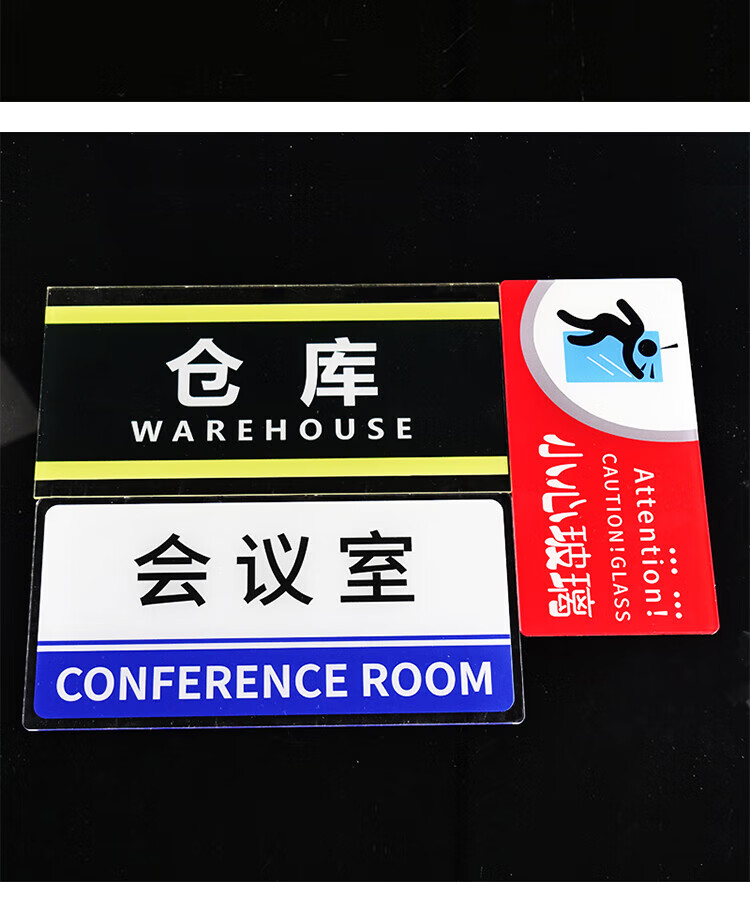 仓库
WAREHOUSE
会议室
CONFERENCE ROOM
小心玻璃
CAUTION!GLASS
Attention!
... ...